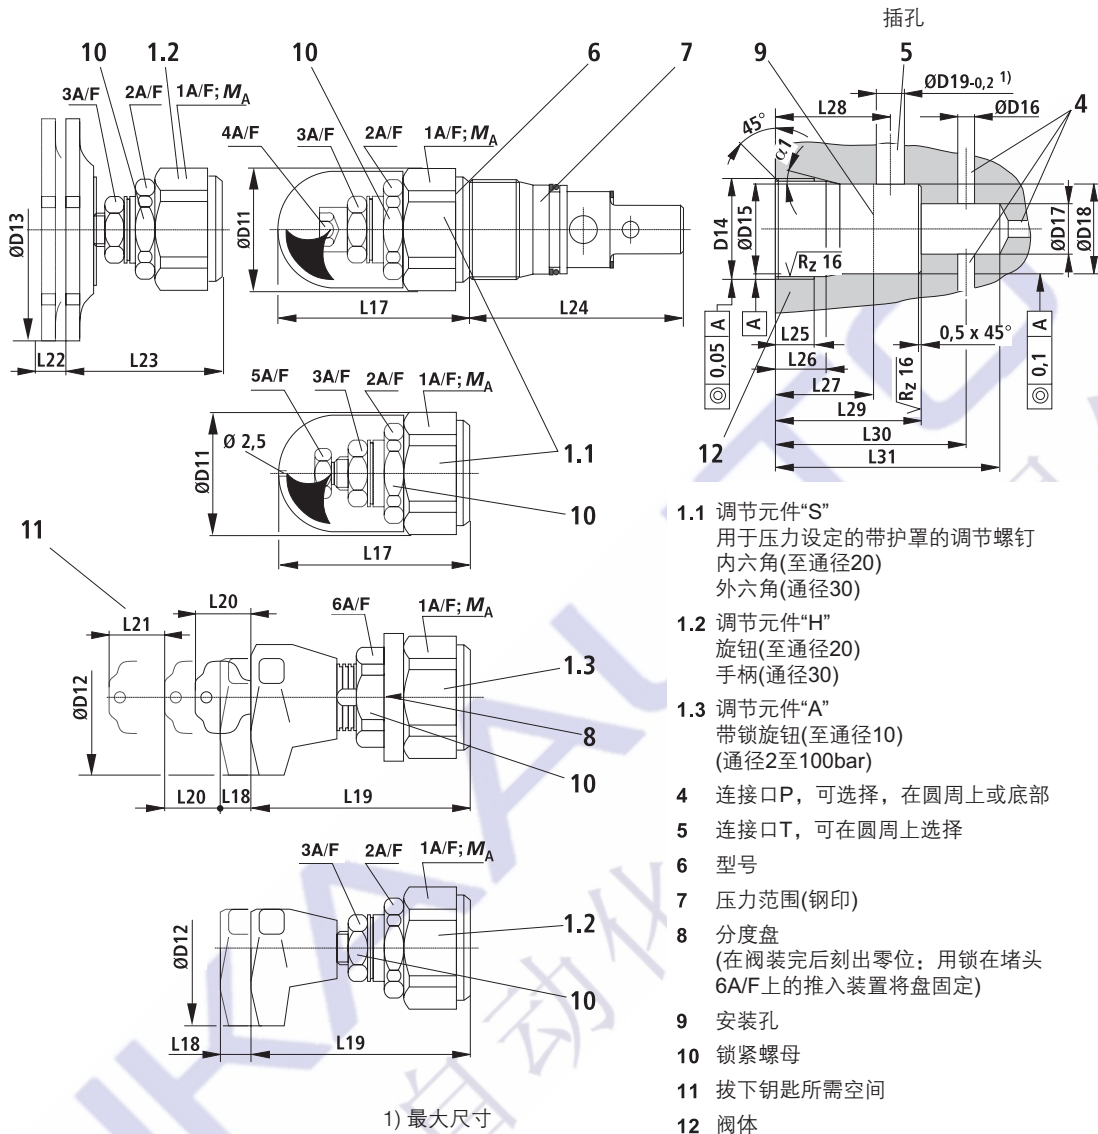 插孔
10 1.2 10 6 7 9 5 4
ØD19-0,2 1)
3A/F 2A/F 1A/F; MA
4A/F 3A/F 2A/F 1A/F; MA
L28 ØD16
45° α1
ØD13 ØD11 D14 ØD15 ØD17 ØD18
Rz 16
L22 L23 L17 L24
L25 0,5 x 45°
L26
L27 Rz 16
L29
L30
L31
◎ 0,05 A
A
◎ 0,1 A
12
5A/F 3A/F 2A/F 1A/F; MA
Ø 2,5
ØD11
1.1
10
L17
11
L20
L21
6A/F 1A/F; MA
ØD12
1.3
8
10
L20 L18 L19
3A/F 2A/F 1A/F; MA
ØD12
1.2
10
L18 L19
1) 最大尺寸
1.1 调节元件“S”
用于压力设定的带护罩的调节螺钉
内六角(至通径20)
外六角(通径30)
1.2 调节元件“H”
旋钮(至通径20)
手柄(通径30)
1.3 调节元件“A”
带锁旋钮(至通径10)
(通径2至100bar)
4 连接口P，可选择，在圆周上或底部
5 连接口T，可在圆周上选择
6 型号
7 压力范围(钢印)
8 分度盘
(在阀装完后刻出零位；用锁在堵头
6A/F上的推入装置将盘固定)
9 安装孔
10 锁紧螺母
11 拔下钥匙所需空间
12 阀体